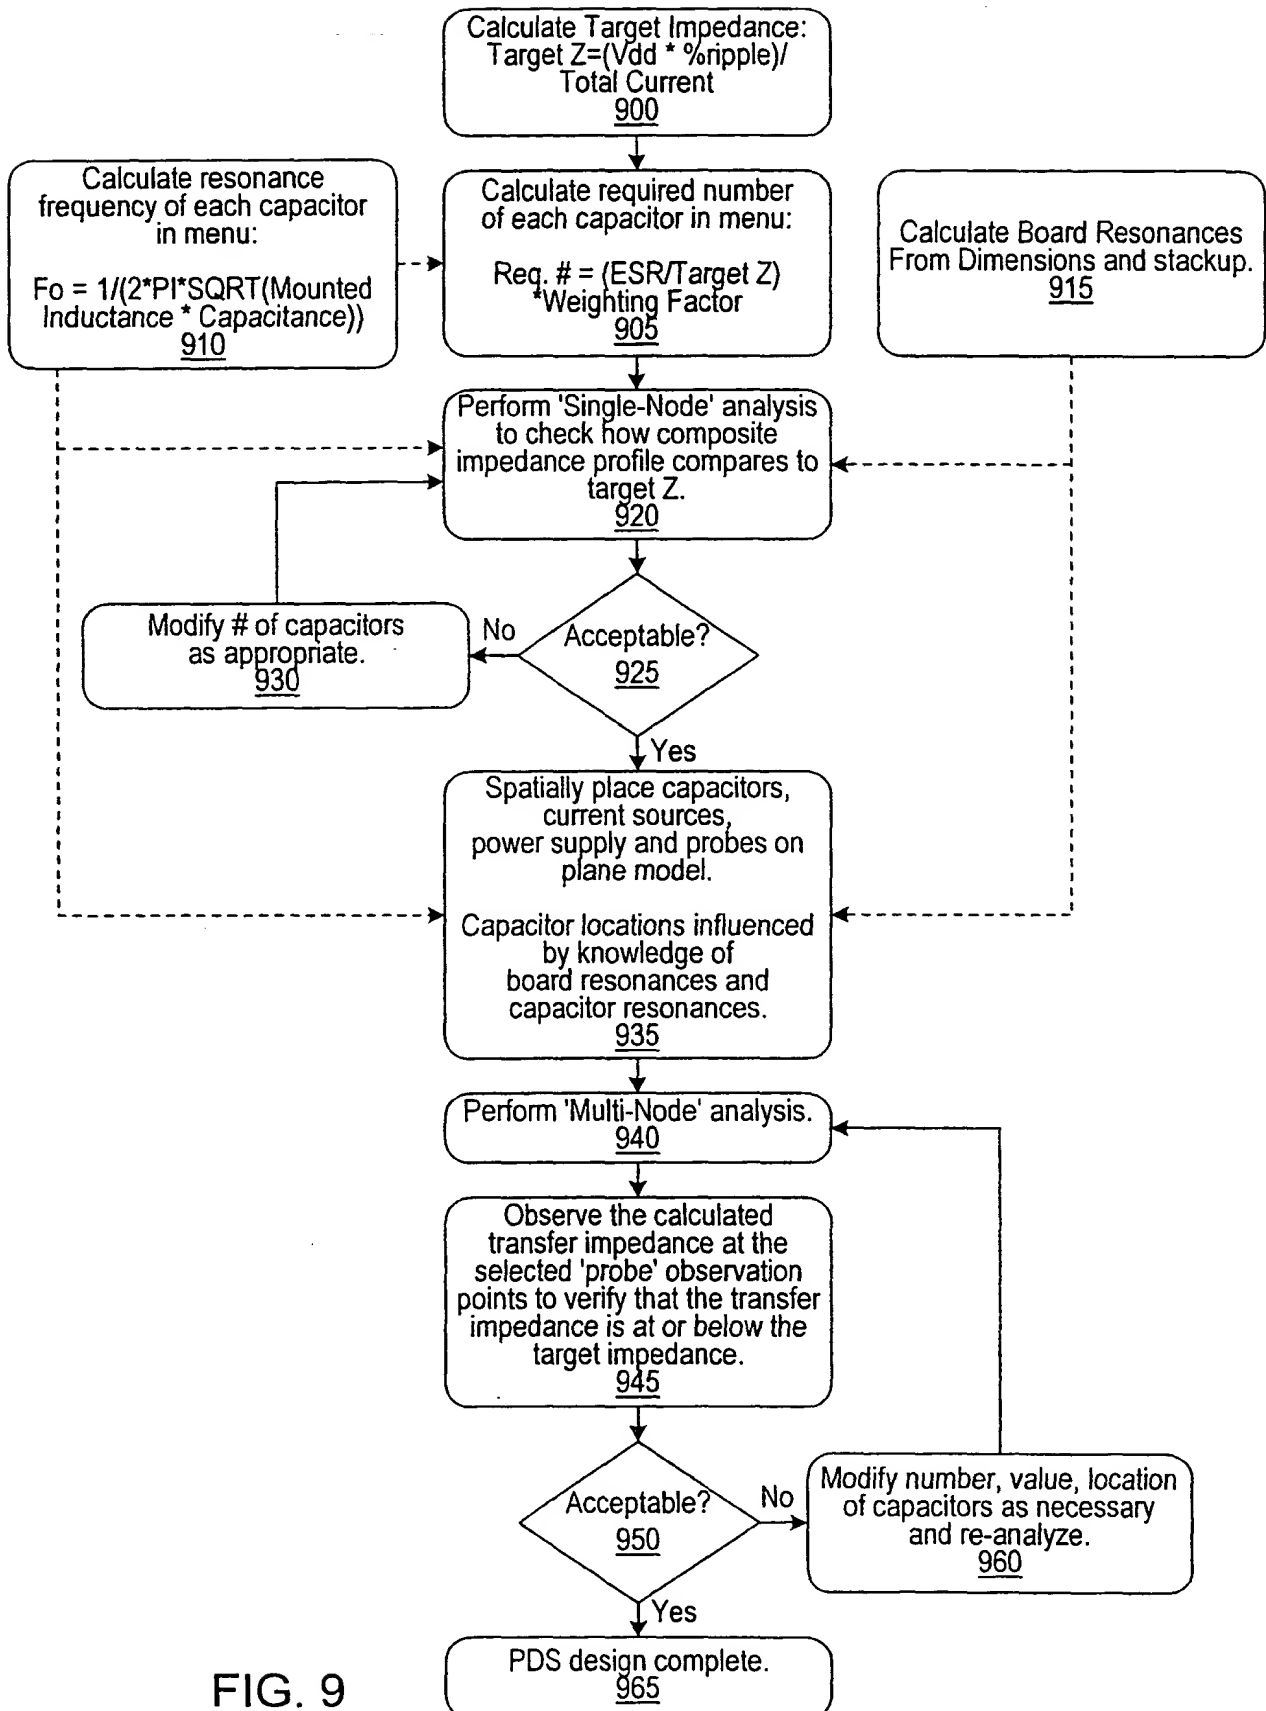 Calculate Target Impedance:
Target Z=(Vdd * %ripple)/
Total Current
900
Calculate resonance
frequency of each capacitor
in menu:
Fo = 1/(2*PI*SQRT(Mounted
Inductance * Capacitance))
910
Calculate required number
of each capacitor in menu:
Req. # = (ESR/Target Z)
*Weighting Factor
905
Calculate Board Resonances
From Dimensions and stackup.
915
Perform 'Single-Node' analysis
to check how composite
impedance profile compares to
target Z.
920
Modify # of capacitors
as appropriate.
930
No
Acceptable?
925
Yes
Spatially place capacitors,
current sources,
power supply and probes on
plane model.
Capacitor locations influenced
by knowledge of
board resonances and
capacitor resonances.
935
Perform 'Multi-Node' analysis.
940
Observe the calculated
transfer impedance at the
selected 'probe' observation
points to verify that the transfer
impedance is at or below the
target impedance.
945
Acceptable?
950
No
Modify number, value, location
of capacitors as necessary
and re-analyze.
960
Yes
PDS design complete.
965
FIG. 9